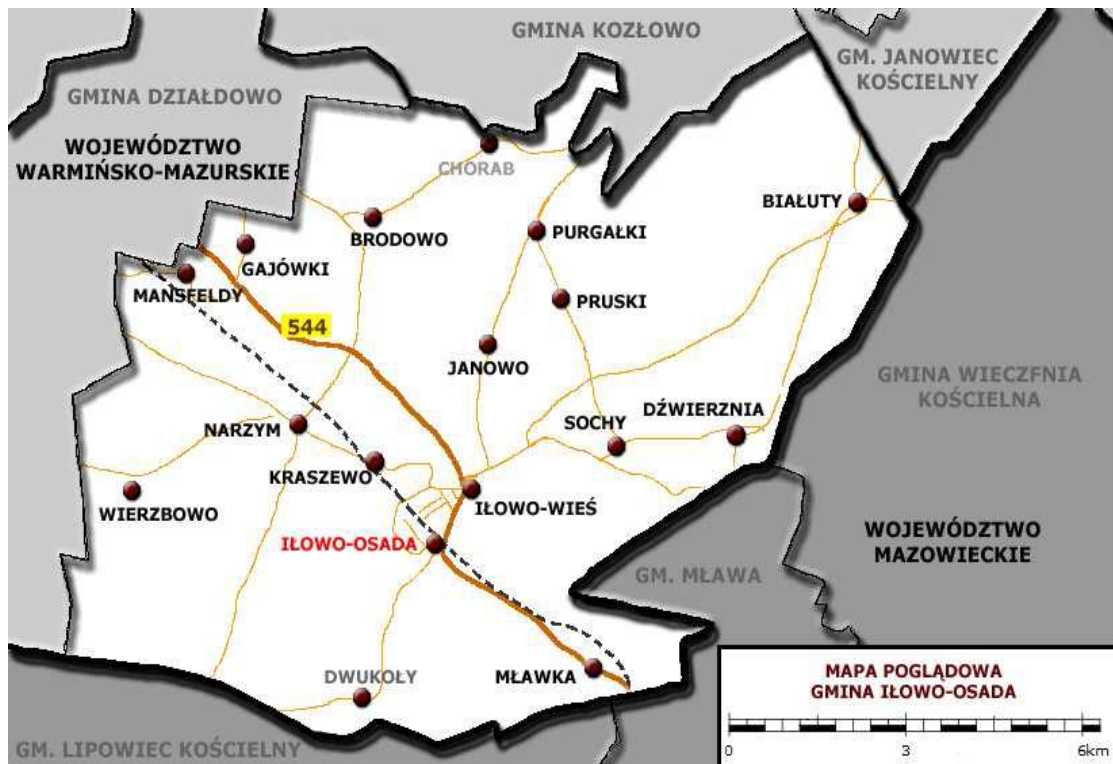 GMINA KOZŁOWO
GM. JANOWIEC
KOŚCIELNY
GMINA DZIAŁDOWO
WOJEWÓDZTWO
WARMIŃSKO-MAZURSKIE
CHORAB
BIAŁUTY
BRODOWO
PURGAŁKI
GAJÓWKI
MANSFELDY
PRUSKI
544
JANOWO
GMINA WIECZFNIA
KOŚCIELNA
DŹWIERZNIA
SOCHY
NARZYM
KRASZEWO
WIERZBOWO
IŁOWO-WIEŚ
WOJEWÓDZTWO
MAZOWIECKIE
IŁOWO-OSADA
GM. MŁAWA
DWUKOŁY
MŁAWKA
MAPA POGLĄDOWA
GMINA IŁOWO-OSADA
GM. LIPOWIEC KOŚCIELNY
0 3 6km